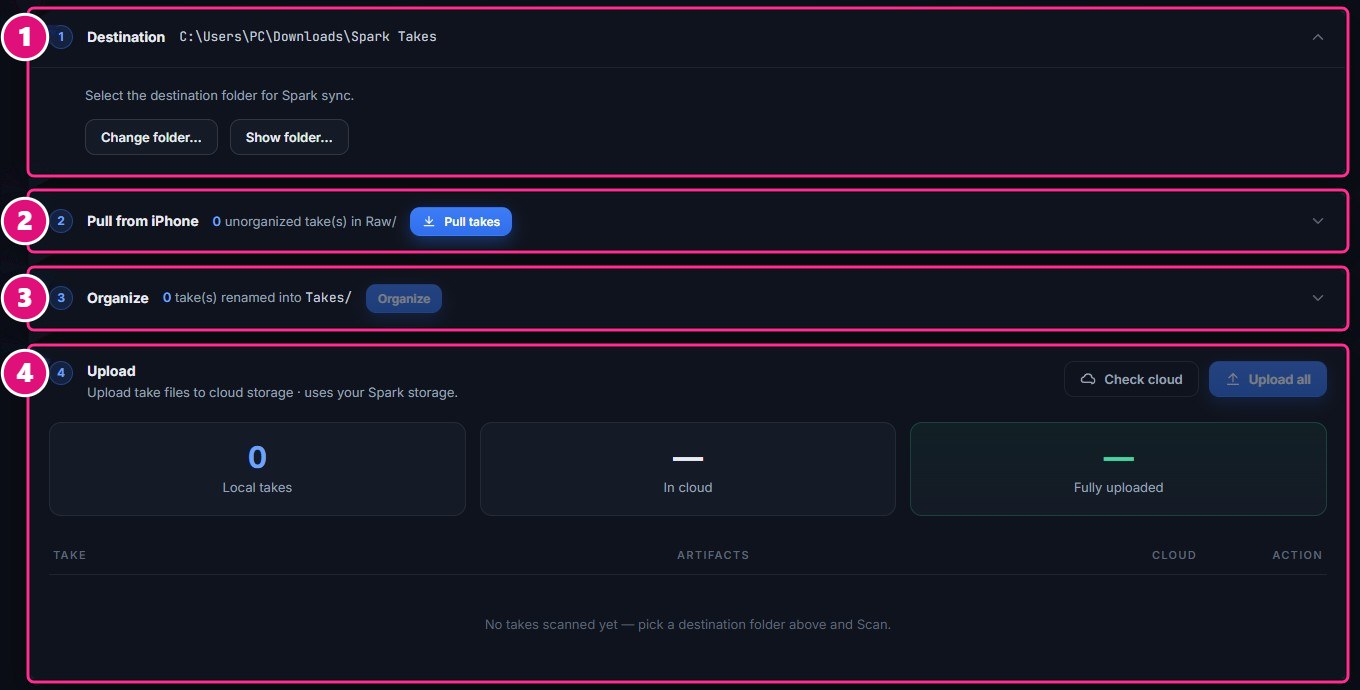 1 1 Destination C:\Users\PC\Downloads\Spark Takes
Select the destination folder for Spark sync.
Change folder... Show folder...
2 2 Pull from iPhone 0 unorganized take(s) in Raw/ Pull takes
3 3 Organize 0 take(s) renamed into Takes/ Organize
4 4 Upload
Upload take files to cloud storage · uses your Spark storage.
Check cloud Upload all
0 — —
Local takes In cloud Fully uploaded
TAKE ARTIFACTS CLOUD ACTION
No takes scanned yet — pick a destination folder above and Scan.